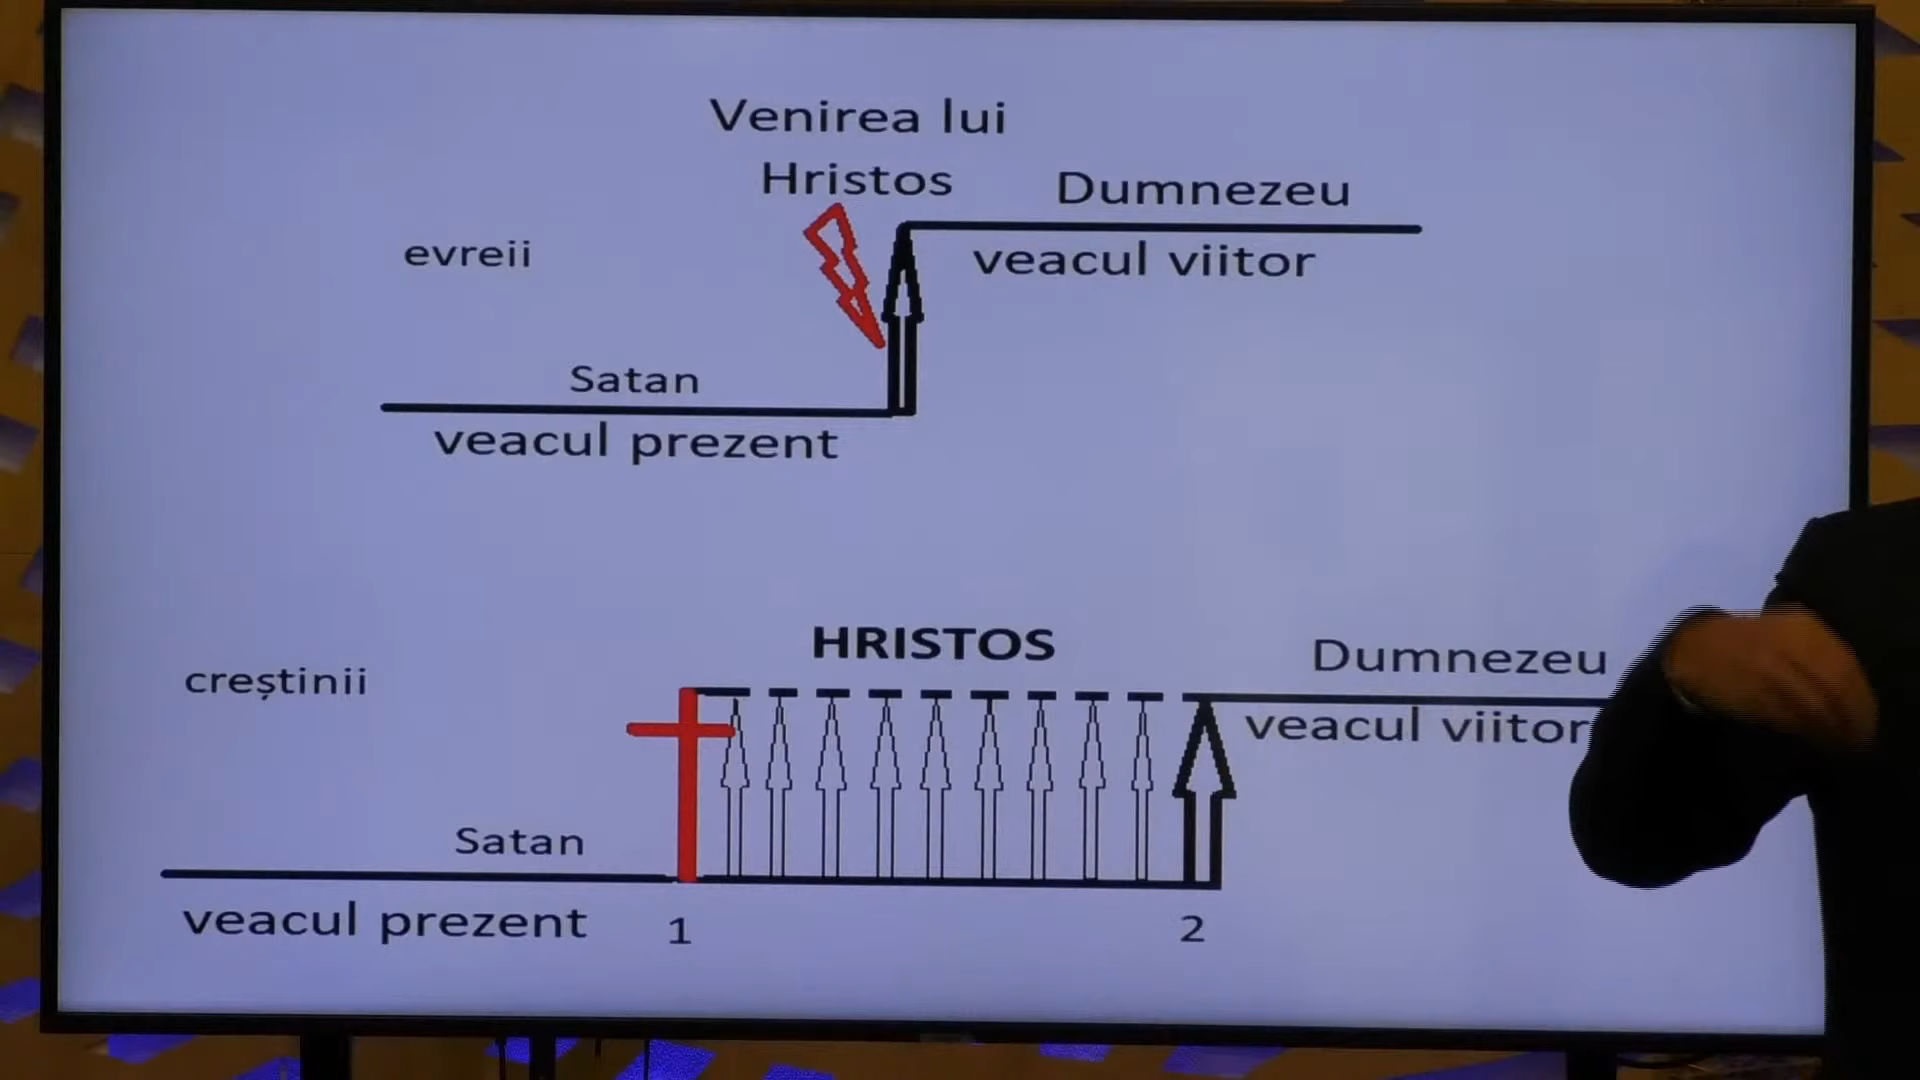 Venirea lui
Hristos
Dumnezeu
evreii
veacul viitor
Satan
veacul prezent
HRISTOS
creștinii
Dumnezeu
veacul viitor
Satan
veacul prezent
1
2